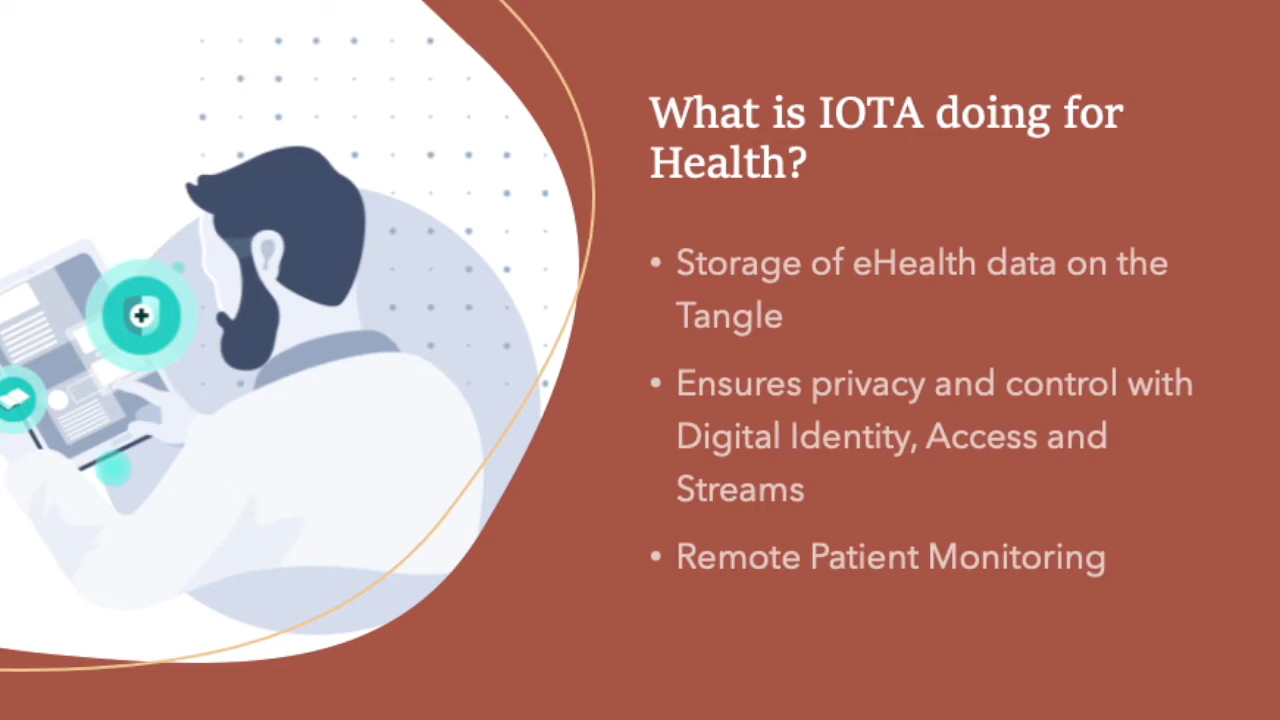 What is IOTA doing for
Health?
• Storage of eHealth data on the
Tangle
• Ensures privacy and control with
Digital Identity, Access and
Streams
• Remote Patient Monitoring